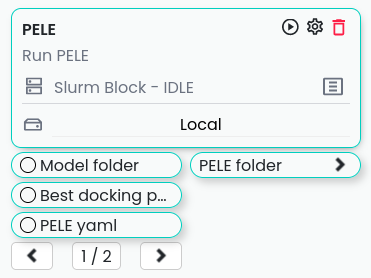 PELE
Run PELE
Slurm Block - IDLE
Local
Model folder
PELE folder
Best docking p...
PELE yaml
1 / 2